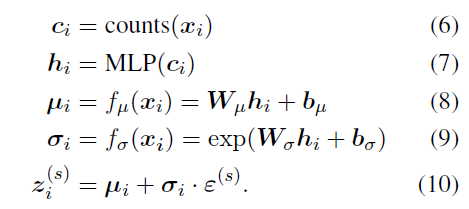 c_i = counts(x_i) (6)
h_i = MLP(c_i) (7)
μ_i = f_μ(x_i) = W_μ h_i + b_μ (8)
σ_i = f_σ(x_i) = exp(W_σ h_i + b_σ) (9)
z_i^{(s)} = μ_i + σ_i · ε^{(s)}. (10)